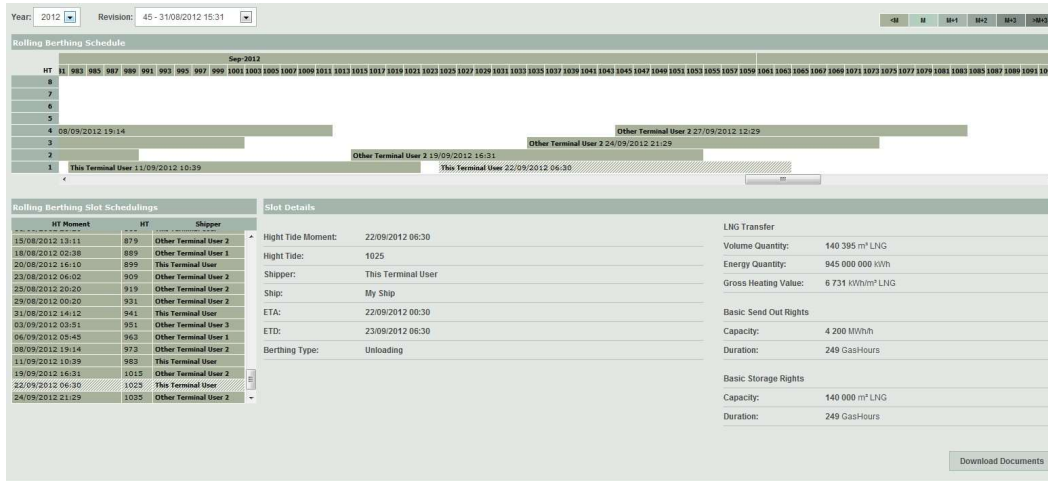 Year: 2012 Revision: 45 - 31/08/2012 15:31 <M M M+1 M+2 M+3 >M+3
Rolling Berthing Schedule
Sep-2012
HT 81 983 985 987 989 991 993 995 997 999 1001 1003 1005 1007 1009 1011 1013 1015 1017 1019 1021 1023 1025 1027 1029 1031 1033 1035 1037 1039 1041 1043 1045 1047 1049 1051 1053 1055 1057 1059 1061 1063 1065 1067 1069 1071 1073 1075 1077 1079 1081 1083 1085 1087 1089 1091
8
7
6
5
4 08/09/2012 19:14 Other Terminal User 2 27/09/2012 12:29
3 Other Terminal User 2 24/09/2012 21:29
2 Other Terminal User 2 19/09/2012 16:31
1 This Terminal User 11/09/2012 10:39 This Terminal User 22/09/2012 06:30
Rolling Berthing Slot Schedulings
HT Moment HT Shipper
15/08/2012 13:11 879 Other Terminal User 2
18/08/2012 02:38 889 Other Terminal User 1
20/08/2012 16:10 899 This Terminal User
23/08/2012 06:02 909 Other Terminal User 2
25/08/2012 20:20 919 Other Terminal User 2
29/08/2012 00:20 931 Other Terminal User 2
31/08/2012 14:12 941 This Terminal User
03/09/2012 03:51 951 Other Terminal User 3
06/09/2012 05:45 963 Other Terminal User 1
08/09/2012 19:14 973 Other Terminal User 2
11/09/2012 10:39 983 This Terminal User
19/09/2012 16:31 1015 Other Terminal User 2
22/09/2012 06:30 1025 This Terminal User
24/09/2012 21:29 1035 Other Terminal User 2
Slot Details
Hight Tide Moment: 22/09/2012 06:30
Hight Tide: 1025
Shipper: This Terminal User
Ship: My Ship
ETA: 22/09/2012 00:30
ETD: 23/09/2012 06:30
Berthing Type: Unloading
LNG Transfer
Volume Quantity: 140 395 m³ LNG
Energy Quantity: 945 000 000 kWh
Gross Heating Value: 6 731 kWh/m³ LNG
Basic Send Out Rights
Capacity: 4 200 MWh/h
Duration: 249 GasHours
Basic Storage Rights
Capacity: 140 000 m³ LNG
Duration: 249 GasHours
Download Documents